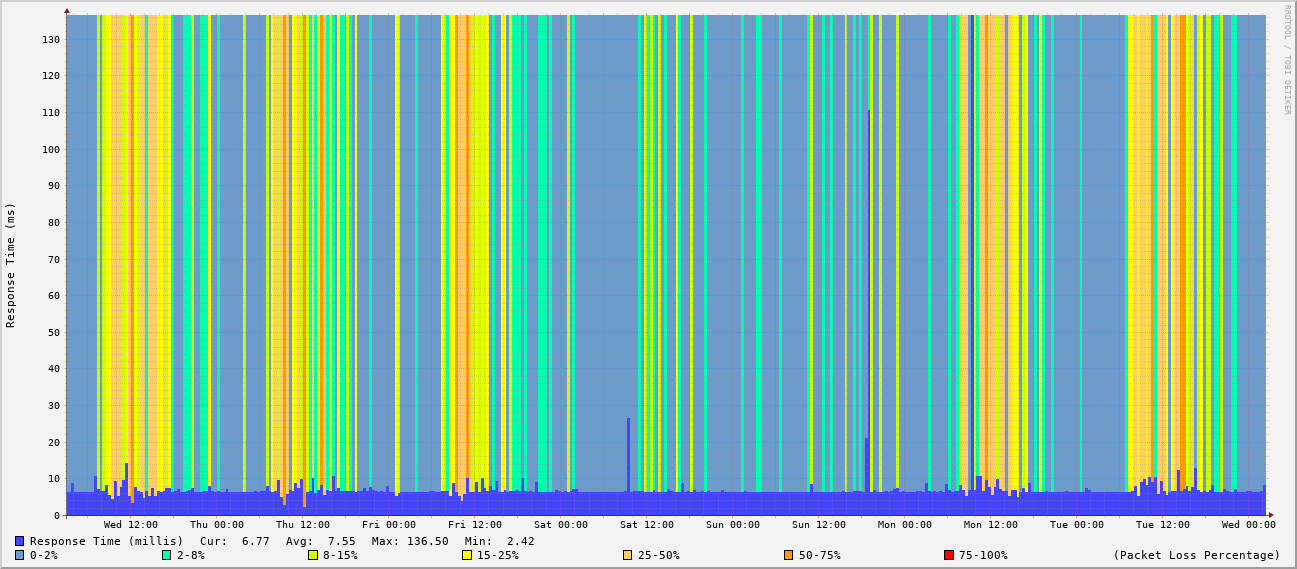 RRDTOOL / TOBI OETIKER
Response Time (ms)
130
120
110
100
90
80
70
60
50
40
30
20
10
0
Wed 12:00 Thu 00:00 Thu 12:00 Fri 00:00 Fri 12:00 Sat 00:00 Sat 12:00 Sun 00:00 Sun 12:00 Mon 00:00 Mon 12:00 Tue 00:00 Tue 12:00 Wed 00:00
Response Time (millis) Cur: 6.77 Avg: 7.55 Max: 136.50 Min: 2.42
0-2% 2-8% 8-15% 15-25% 25-50% 50-75% 75-100% (Packet Loss Percentage)